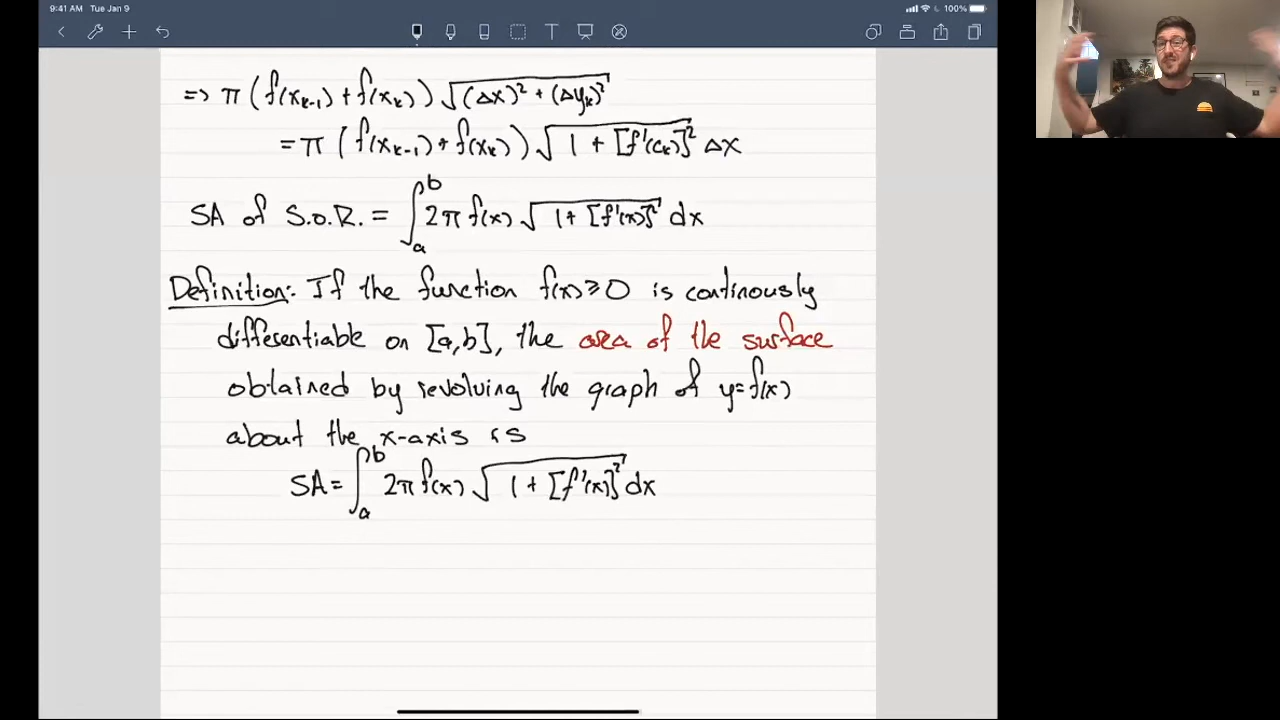 9:41 AM Tue Jan 9
100%
=> π (f(xₖ₋₁) + f(xₖ)) √((Δx)² + (Δyₖ)²)
= π (f(xₖ₋₁) + f(xₖ)) √(1 + [f'(cₖ)]²) Δx
SA of S.o.R. = ∫ₐᵇ 2π f(x) √(1 + [f'(x)]²) dx
Definition: If the function f(x) ≥ 0 is continously
differentiable on [a,b], the area of the surface
obtained by revolving the graph of y=f(x)
about the x-axis is
SA = ∫ₐᵇ 2π f(x) √(1 + [f'(x)]²) dx